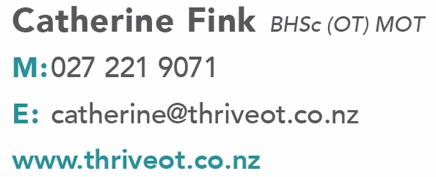 Catherine Fink BHSc (OT) MOT
M:027 221 9071
E: catherine@thriveot.co.nz
www.thriveot.co.nz